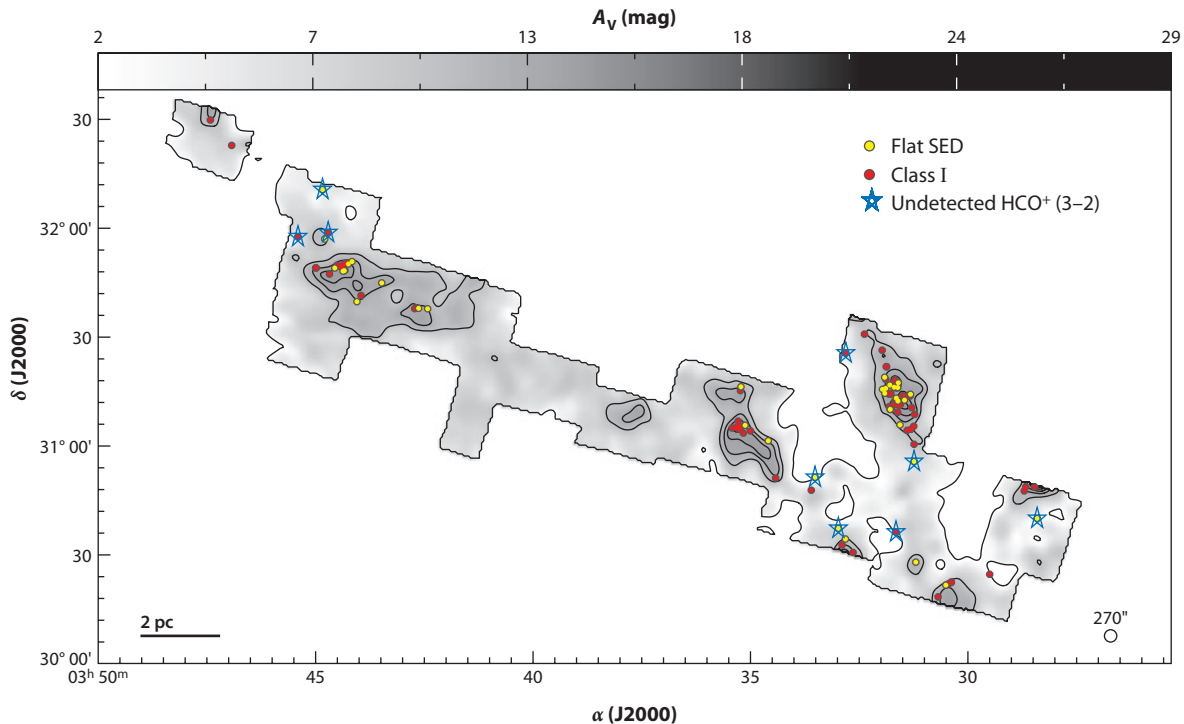 A_V (mag)
2 7 13 18 24 29
30
32° 00'
30
31° 00'
30
30° 00'
δ (J2000)
Flat SED
Class I
Undetected HCO⁺ (3–2)
2 pc
270"
03ʰ 50ᵐ 45 40 35 30
α (J2000)